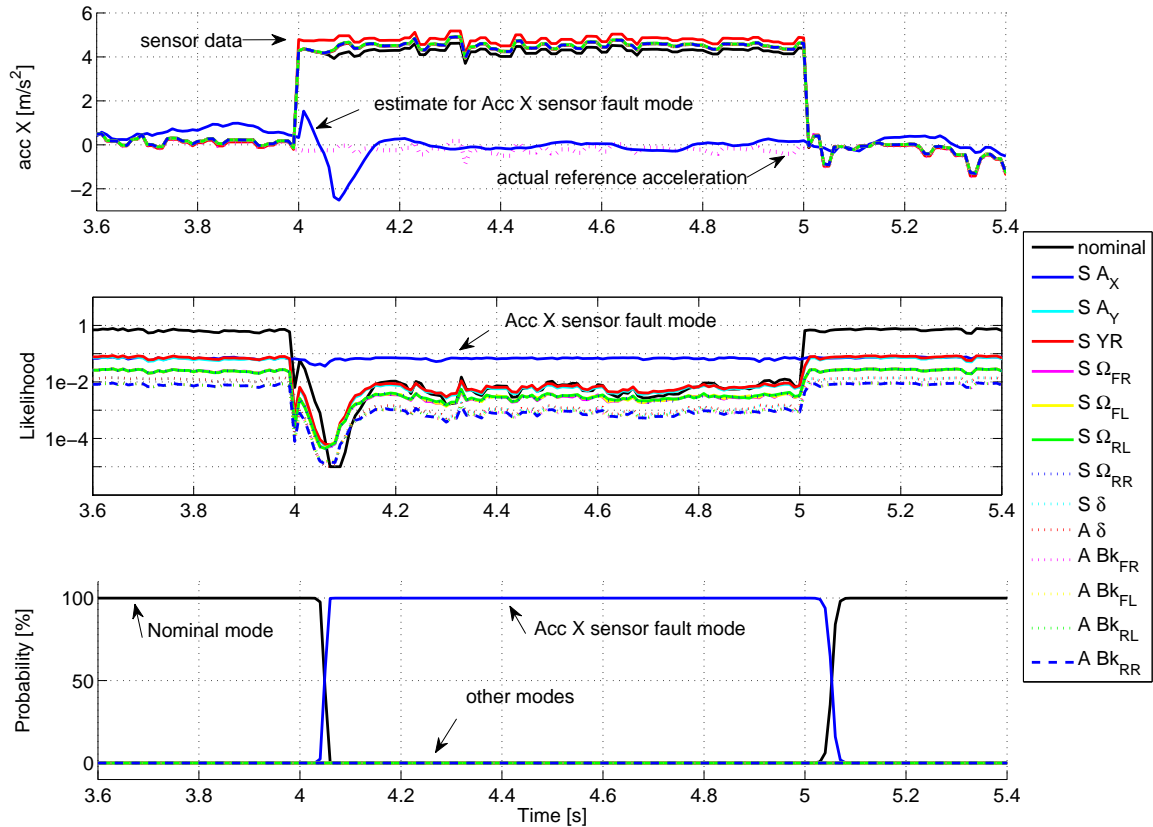 6
4
2
0
−2
acc X [m/s²]
sensor data
estimate for Acc X sensor fault mode
actual reference acceleration
3.6 3.8 4 4.2 4.4 4.6 4.8 5 5.2 5.4
1
1e−2
1e−4
Likelihood
Acc X sensor fault mode
3.6 3.8 4 4.2 4.4 4.6 4.8 5 5.2 5.4
100
50
0
Probability [%]
Nominal mode
Acc X sensor fault mode
other modes
3.6 3.8 4 4.2 4.4 4.6 4.8 5 5.2 5.4
Time [s]
nominal
S A_X
S A_Y
S YR
S Ω_FR
S Ω_FL
S Ω_RL
S Ω_RR
S δ
A δ
A Bk_FR
A Bk_FL
A Bk_RL
A Bk_RR